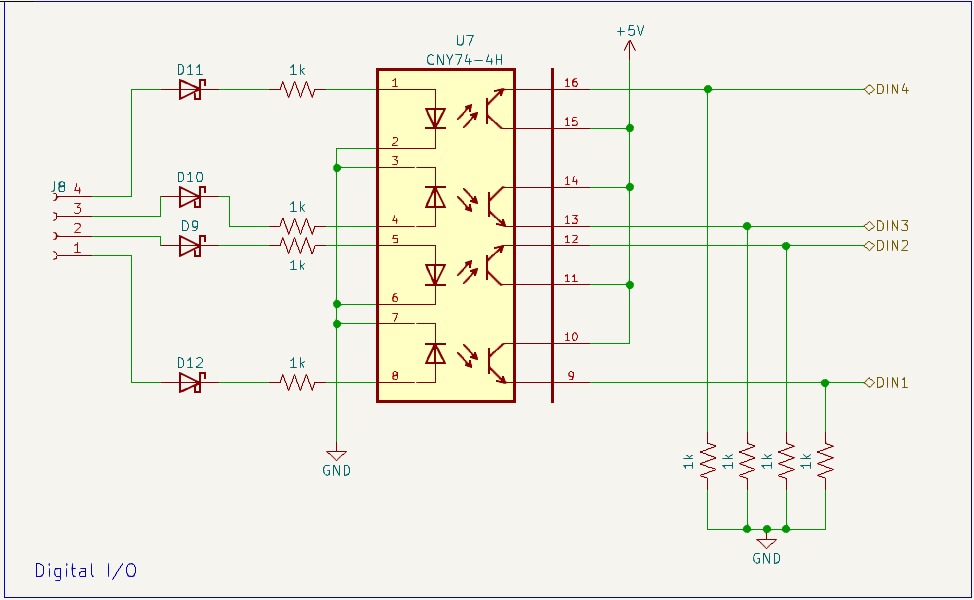 +5V
U7
CNY74-4H
D11
1k
1
16
DIN4
15
2
3
D10
14
J8
4
3
2
1
1k
4
13
DIN3
D9
5
12
DIN2
1k
11
6
7
10
D12
1k
8
9
DIN1
GND
1k
1k
1k
1k
GND
Digital I/O